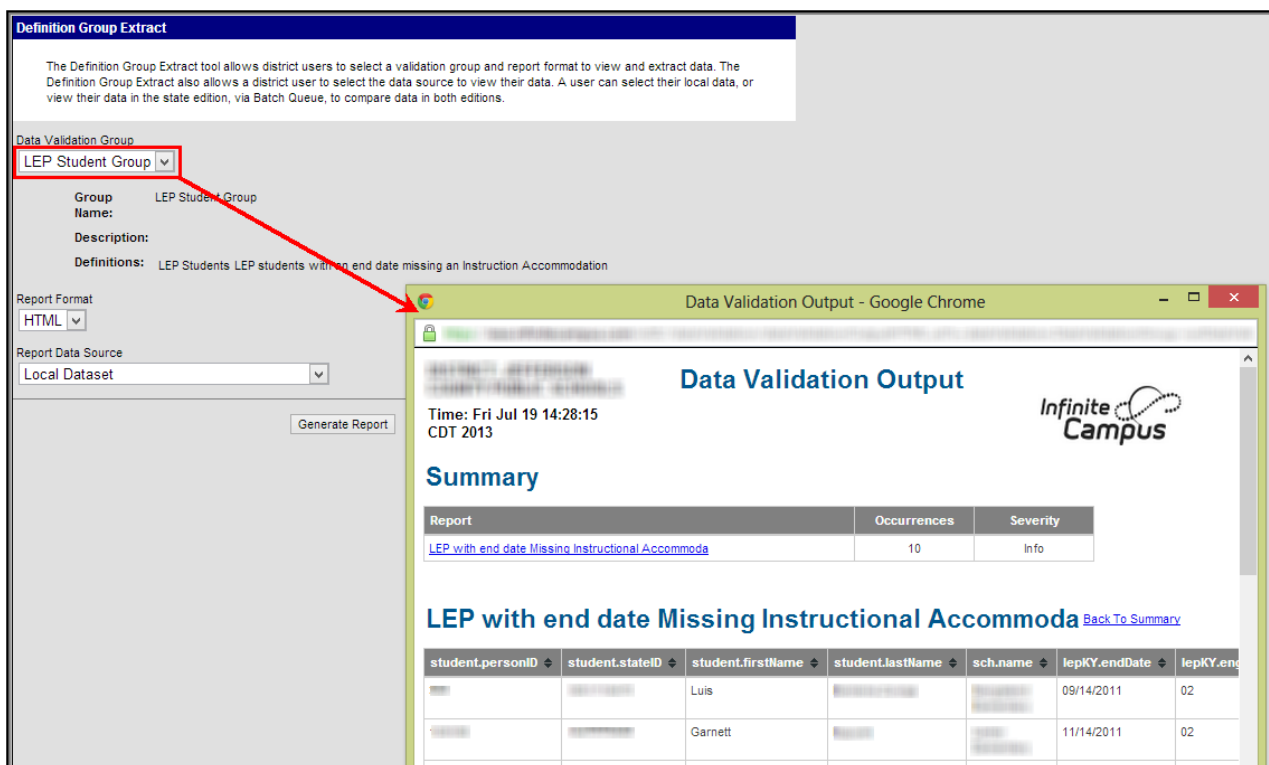 Definition Group Extract
The Definition Group Extract tool allows district users to select a validation group and report format to view and extract data. The
Definition Group Extract also allows a district user to select the data source to view their data. A user can select their local data, or
view their data in the state edition, via Batch Queue, to compare data in both editions.
Data Validation Group
LEP Student Group
Group Name: LEP Student Group
Description:
Definitions: LEP Students LEP students with an end date missing an Instruction Accommodation
Report Format
HTML
Report Data Source
Local Dataset
Generate Report
Data Validation Output - Google Chrome
Data Validation Output
Time: Fri Jul 19 14:28:15
CDT 2013
Infinite
Campus
Summary
Report Occurrences Severity
LEP with end date Missing Instructional Accommoda 10 Info
LEP with end date Missing Instructional Accommoda Back To Summary
student.personID student.stateID student.firstName student.lastName sch.name lepKY.endDate lepKY.eng
Luis 09/14/2011 02
Garnett 11/14/2011 02